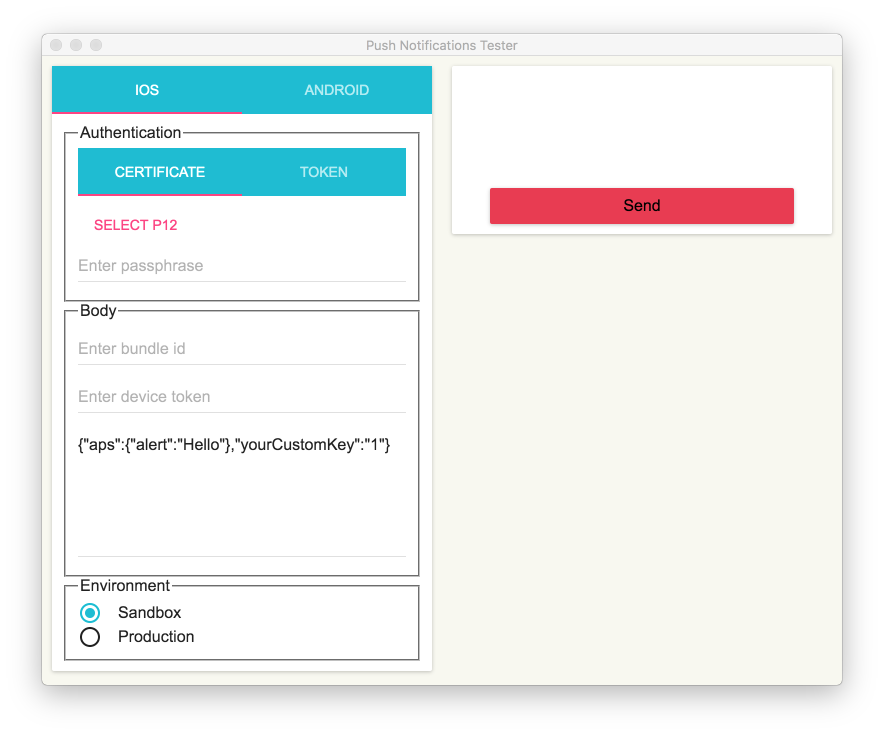 Push Notifications Tester
IOS ANDROID
Authentication
CERTIFICATE TOKEN
SELECT P12
Enter passphrase
Body
Enter bundle id
Enter device token
{"aps":{"alert":"Hello"},"yourCustomKey":"1"}
Environment
Sandbox
Production
Send